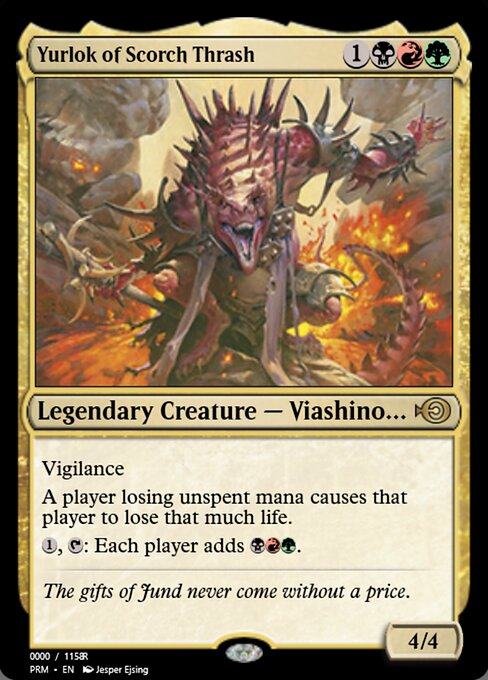 Yurlok of Scorch Thrash 1
Legendary Creature — Viashino...
Vigilance
A player losing unspent mana causes that
player to lose that much life.
1, : Each player adds .
The gifts of Jund never come without a price.
4/4
0000 / 1158R
PRM • EN Jesper Ejsing